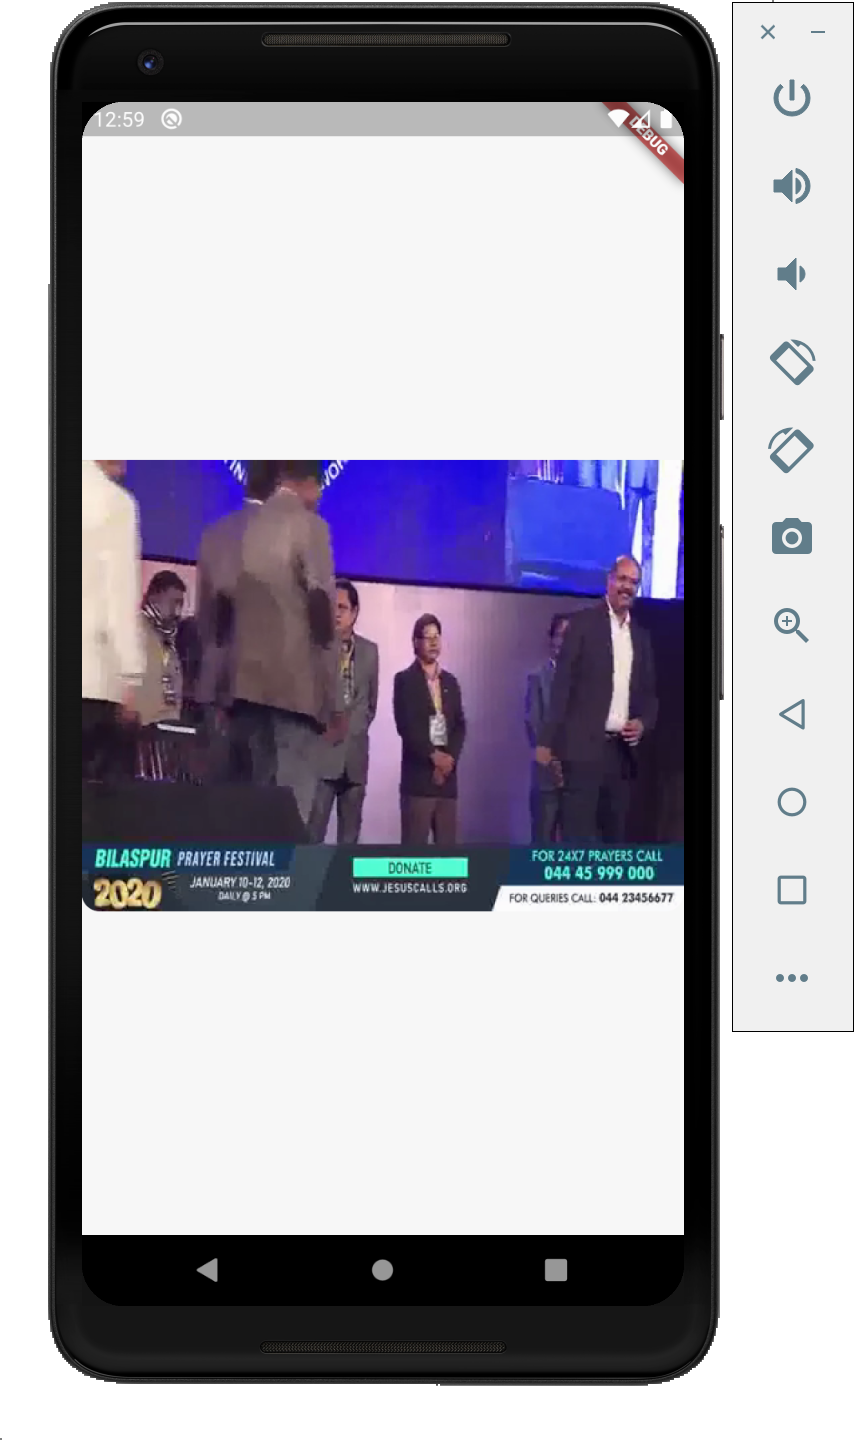 12:59
DEBUG
BILASPUR PRAYER FESTIVAL
2020
JANUARY 10-12, 2020
DAILY @ 5 PM
DONATE
WWW.JESUSCALLS.ORG
FOR 24X7 PRAYERS CALL
044 45 999 000
FOR QUERIES CALL: 044 23456677